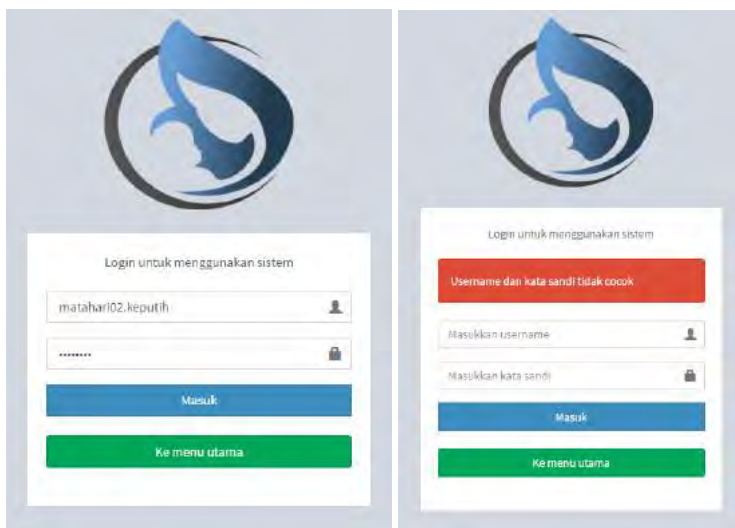 Login untuk menggunakan sistem
matahari02.keputih
........
Masuk
Ke menu utama
Login untuk menggunakan sistem
Username dan kata sandi tidak cocok
Masukkan username
Masukkan kata sandi
Masuk
Ke menu utama